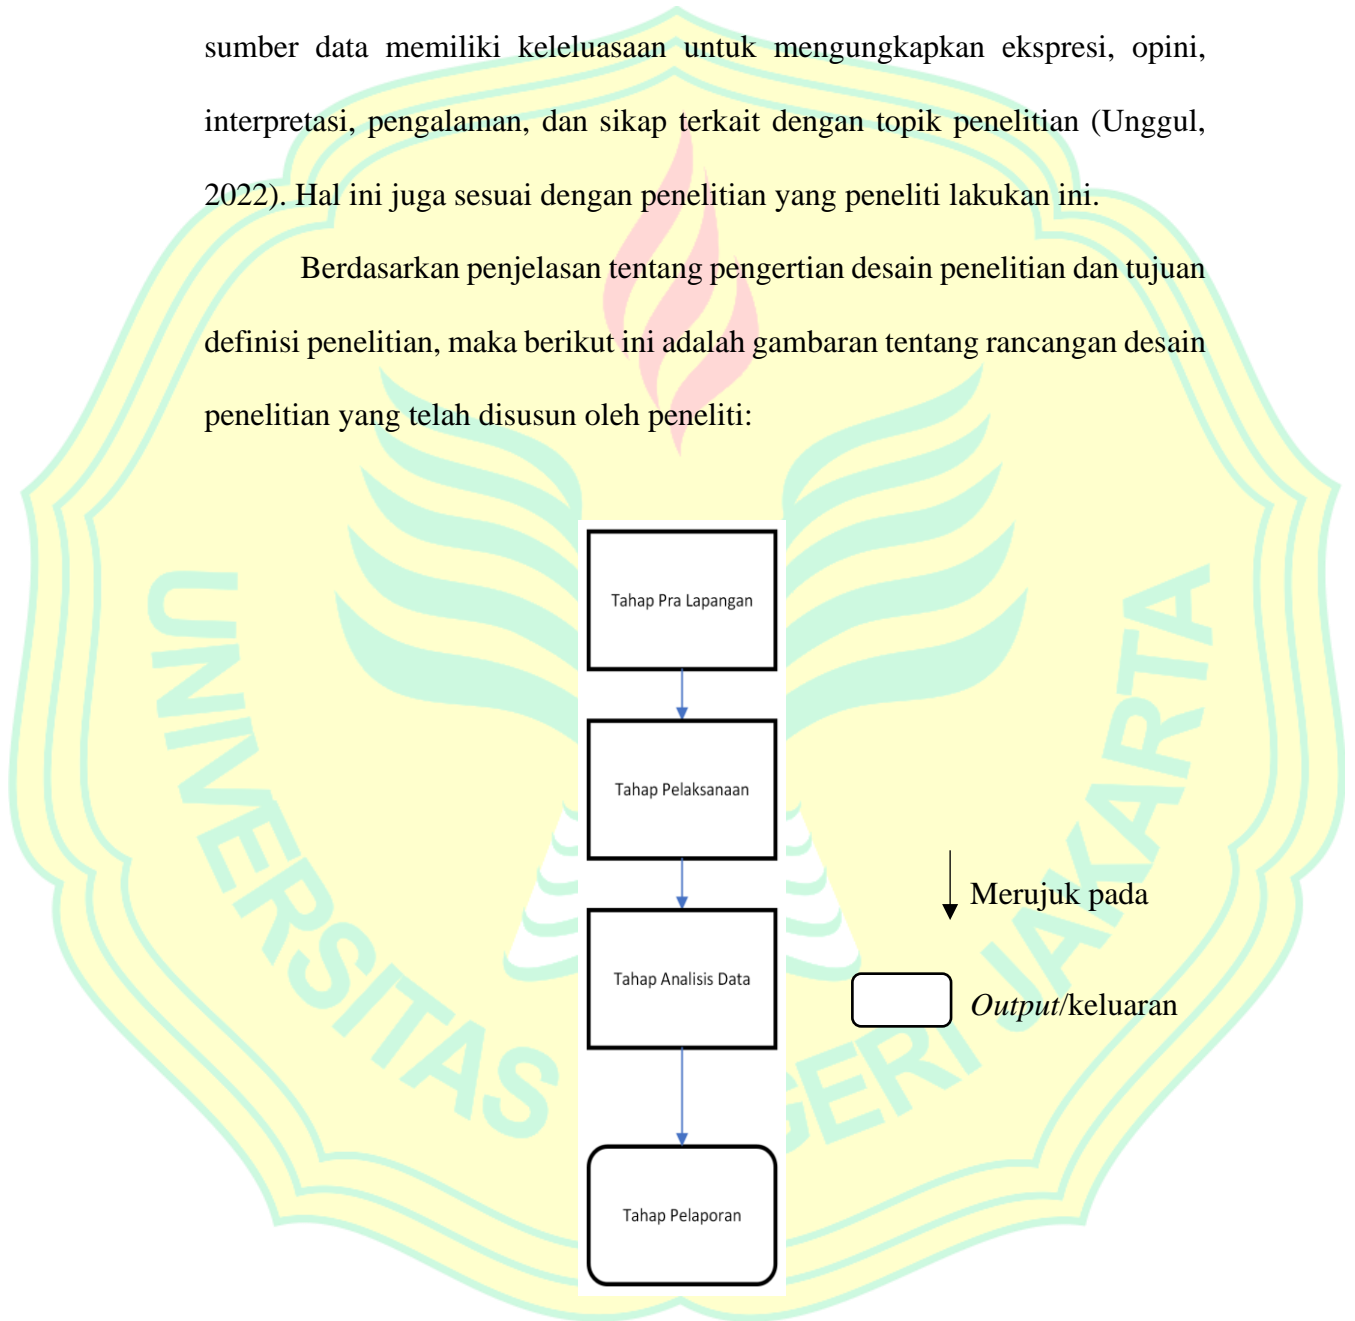 sumber data memiliki keleluasaan untuk mengungkapkan ekspresi, opini,
interpretasi, pengalaman, dan sikap terkait dengan topik penelitian (Unggul,
2022). Hal ini juga sesuai dengan penelitian yang peneliti lakukan ini.
Berdasarkan penjelasan tentang pengertian desain penelitian dan tujuan
definisi penelitian, maka berikut ini adalah gambaran tentang rancangan desain
penelitian yang telah disusun oleh peneliti:
Tahap Pra Lapangan
Tahap Pelaksanaan
Tahap Analisis Data
Tahap Pelaporan
Merujuk pada
Output/keluaran
UNIVERSITAS GERI JAKARTA